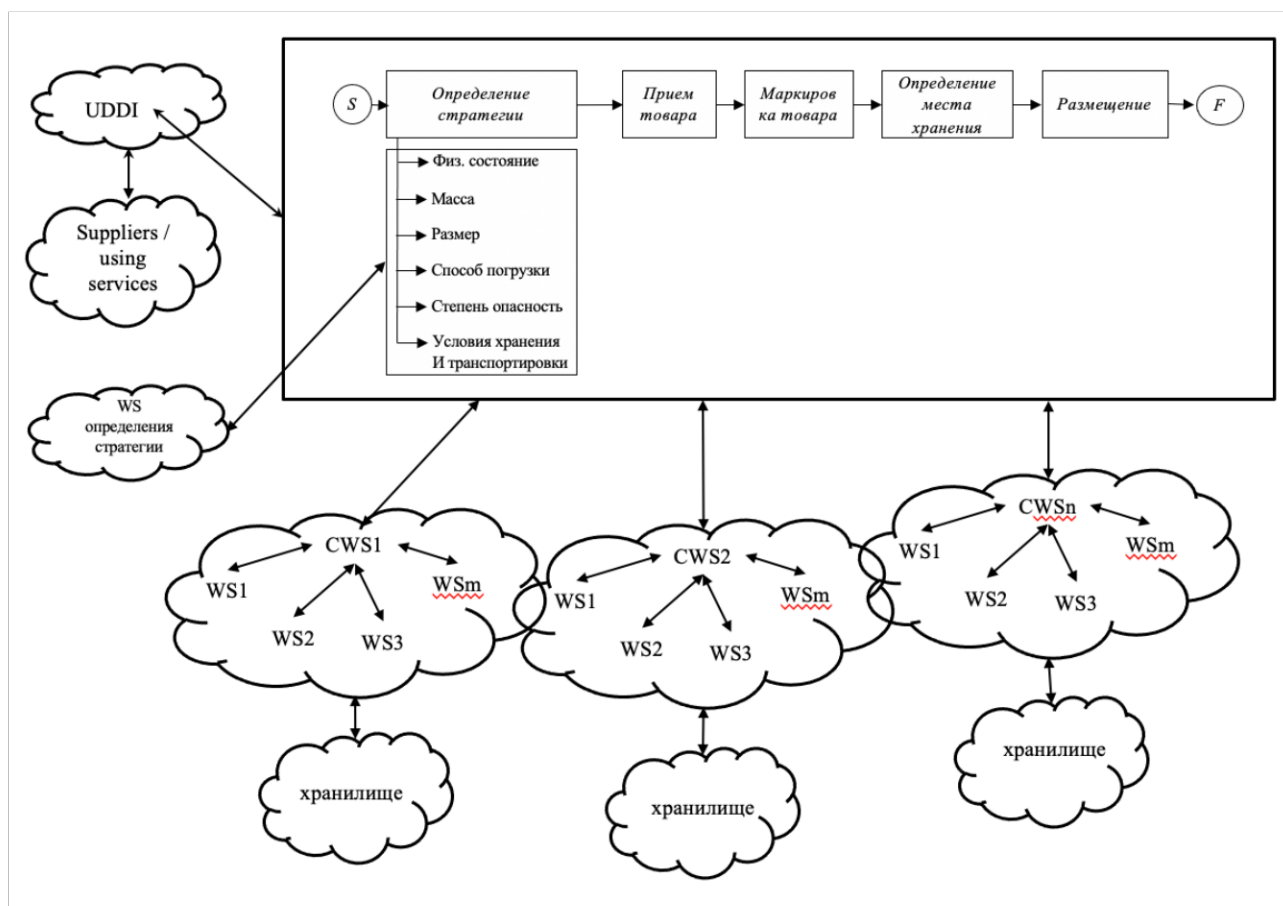 UDDI
Suppliers /
using
services
WS
определения
стратегии
S
Определение
стратегии
Прием
товара
Маркиров
ка товара
Определение
места
хранения
Размещение
F
Физ. состояние
Масса
Размер
Способ погрузки
Степень опасность
Условия хранения
И транспортировки
CWS1
WS1
WSm
WS2
WS3
хранилище
CWS2
WS1
WSm
WS2
WS3
хранилище
CWSn
WS1
WSm
WS2
WS3
хранилище